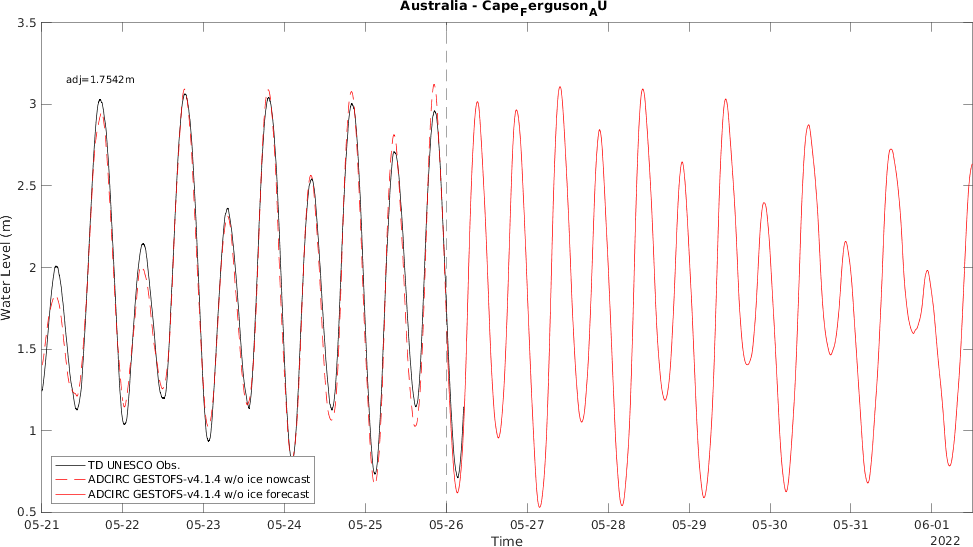 Australia - Cape_Ferguson_AU
adj=1.7542m
Water Level (m)
3.5
3
2.5
2
1.5
1
0.5
TD UNESCO Obs.
ADCIRC GESTOFS-v4.1.4 w/o ice nowcast
ADCIRC GESTOFS-v4.1.4 w/o ice forecast
05-21 05-22 05-23 05-24 05-25 05-26 05-27 05-28 05-29 05-30 05-31 06-01
Time
2022